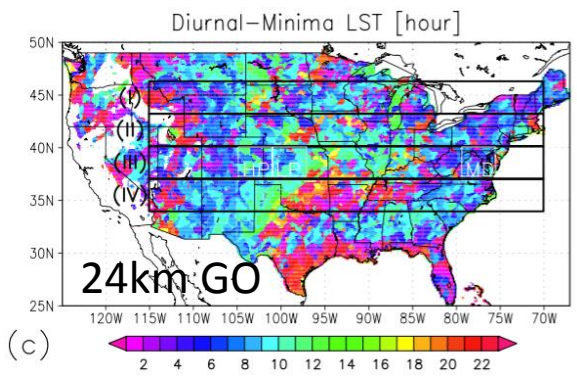 Diurnal-Minima LST [hour]
50N
45N
40N
35N
30N
25N
(I)
(II)
(III)
(IV)
24km GO
120W 115W 110W 105W 100W 95W 90W 85W 80W 75W 70W
(c)
2 4 6 8 10 12 14 16 18 20 22